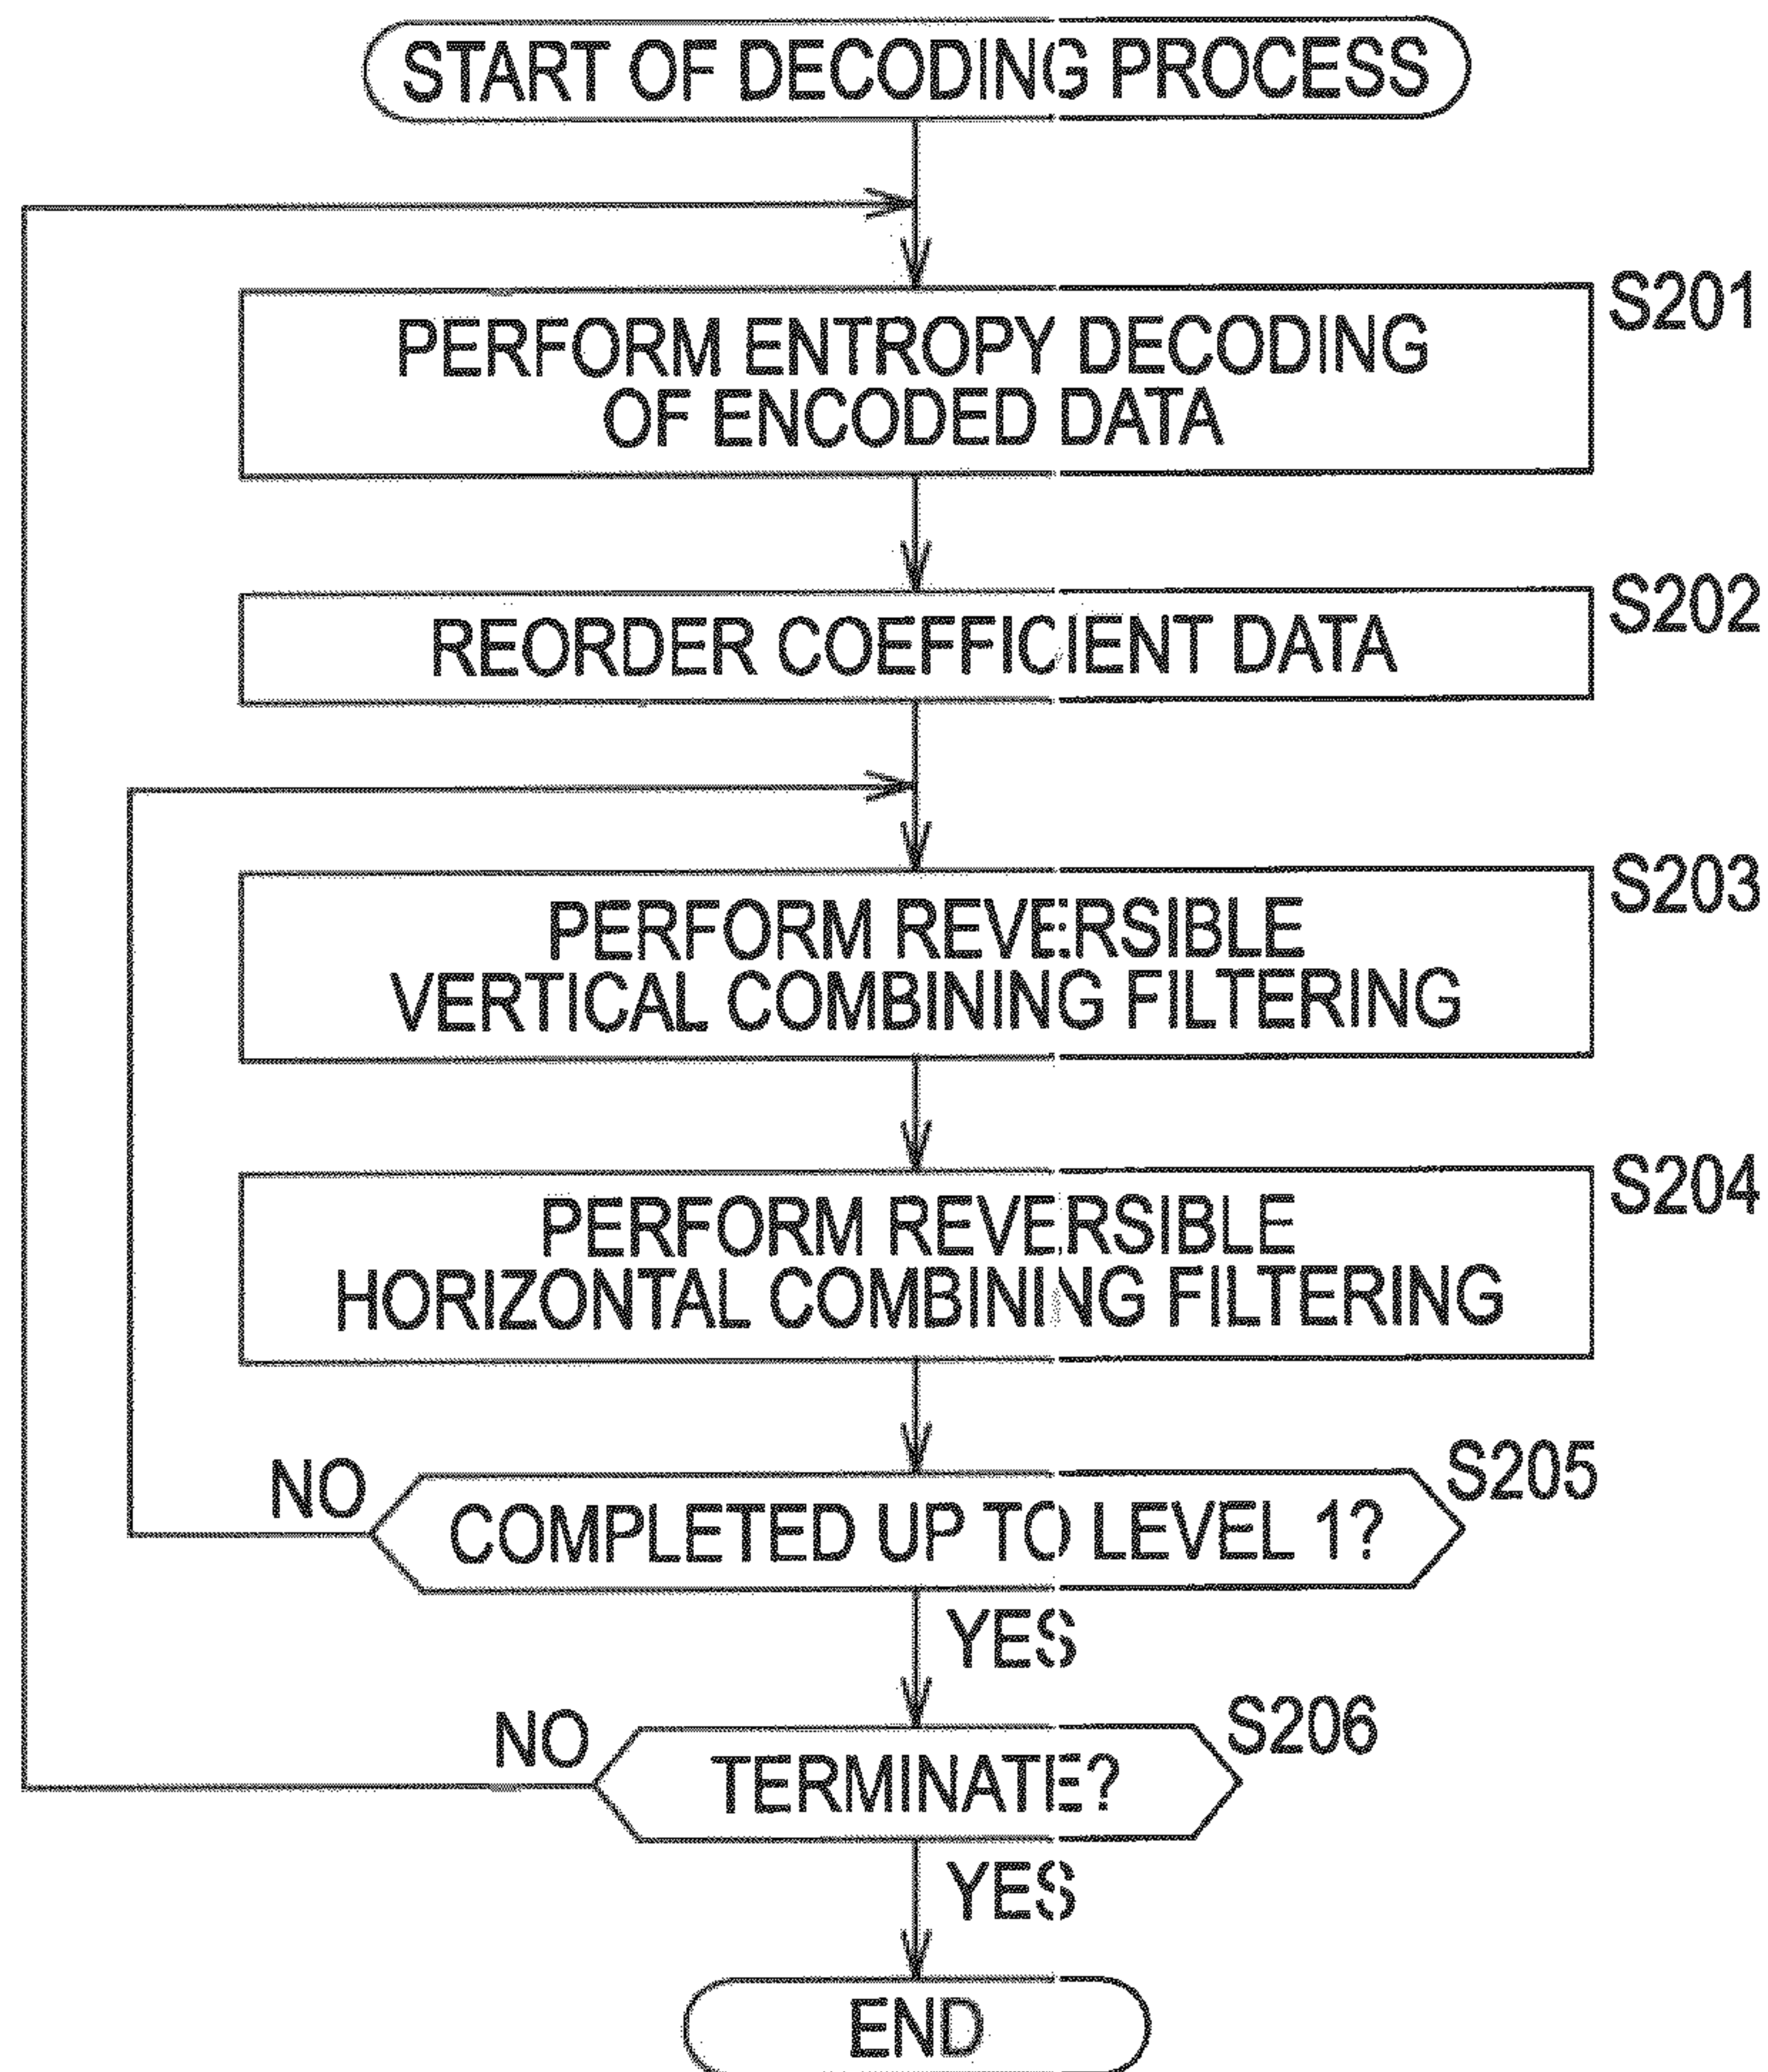 START OF DECODING PROCESS
S201
PERFORM ENTROPY DECODING
OF ENCODED DATA
S202
REORDER COEFFICIENT DATA
S203
PERFORM REVERSIBLE
VERTICAL COMBINING FILTERING
S204
PERFORM REVERSIBLE
HORIZONTAL COMBINING FILTERING
S205
NO
COMPLETED UP TO LEVEL 1?
YES
S206
NO
TERMINATE?
YES
END